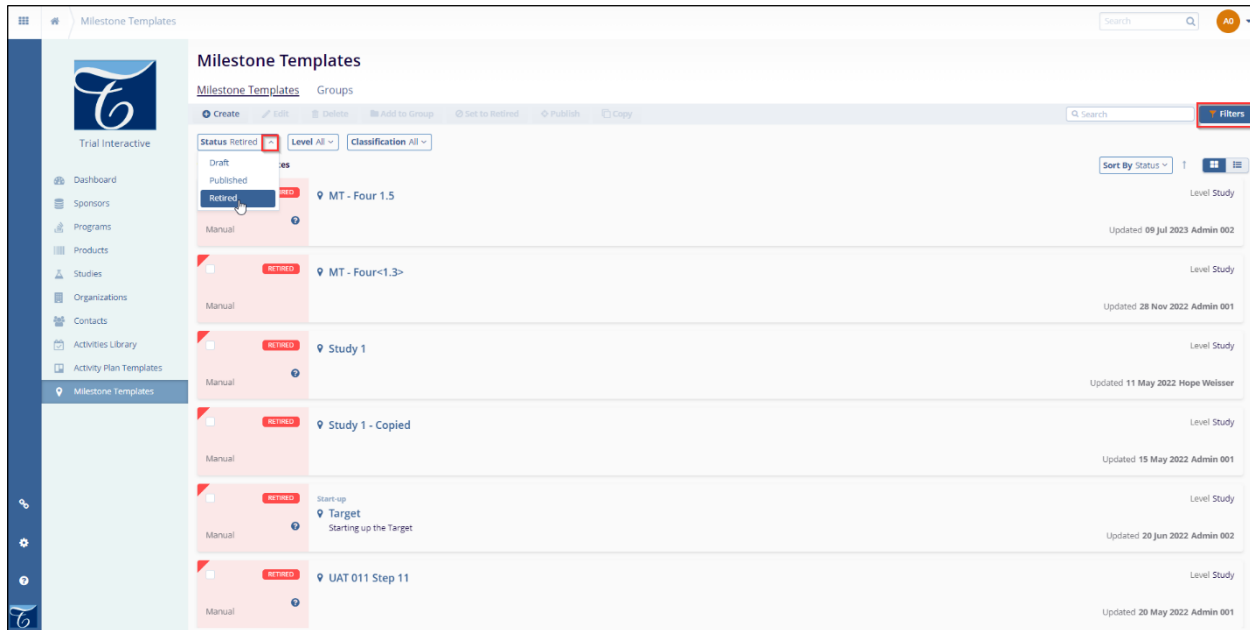 Milestone Templates
Search
A0
Trial Interactive
Dashboard
Sponsors
Programs
Products
Studies
Organizations
Contacts
Activities Library
Activity Plan Templates
Milestone Templates
Milestone Templates
Milestone Templates Groups
Create Edit Delete Add to Group Set to Retired Publish Copy
Search
Filters
Status Retired Level All Classification All
Draft
Published
Retired
Sort By Status
MT - Four 1.5
Level Study
Manual
Updated 09 Jul 2023 Admin 002
RETIRED
MT - Four<1.3>
Level Study
Manual
Updated 28 Nov 2022 Admin 001
RETIRED
Study 1
Level Study
Manual
Updated 11 May 2022 Hope Weisser
RETIRED
Study 1 - Copied
Level Study
Manual
Updated 15 May 2022 Admin 001
RETIRED
Start-up
Target
Starting up the Target
Level Study
Manual
Updated 20 Jun 2022 Admin 002
RETIRED
UAT 011 Step 11
Level Study
Manual
Updated 20 May 2022 Admin 001